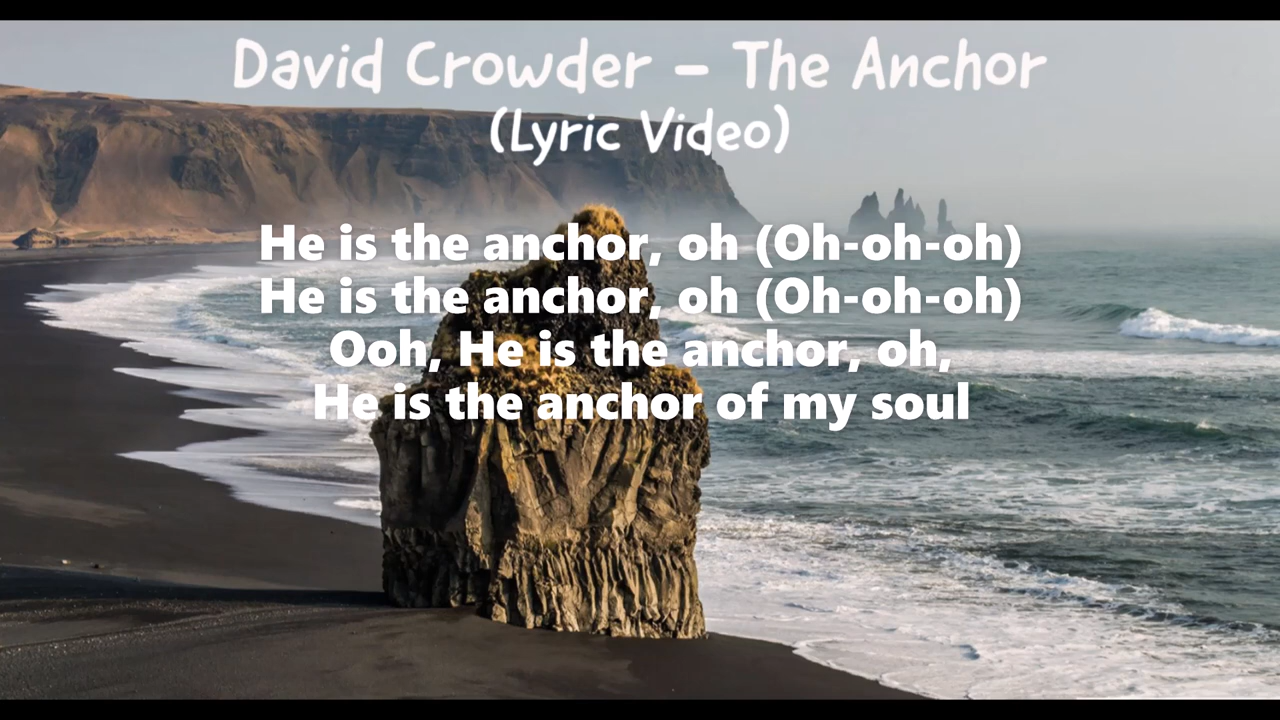 David Crowder - The Anchor
(Lyric Video)
He is the anchor, oh (Oh-oh-oh)
He is the anchor, oh (Oh-oh-oh)
Ooh, He is the anchor, oh,
He is the anchor of my soul